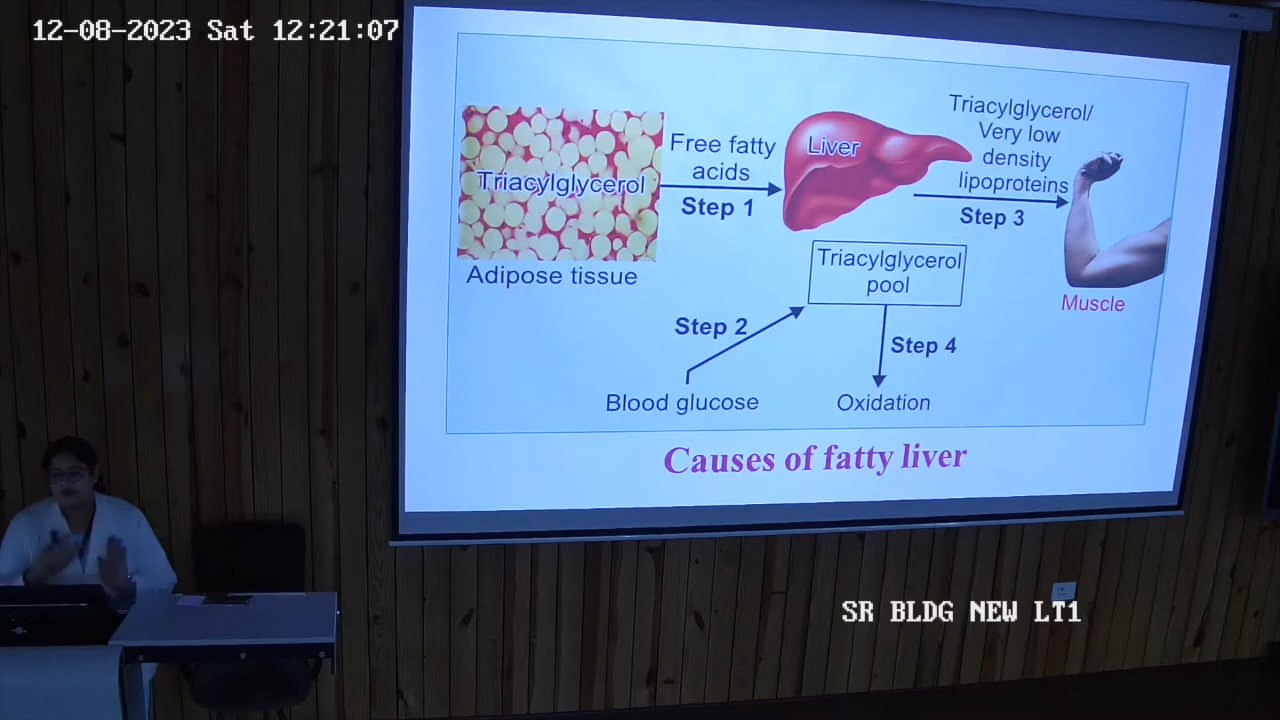 12-08-2023 Sat 12:21:07
Triacylglycerol
Adipose tissue
Free fatty
acids
Step 1
Liver
Triacylglycerol/
Very low
density
lipoproteins
Step 3
Muscle
Triacylglycerol
pool
Step 2
Step 4
Blood glucose
Oxidation
Causes of fatty liver
SR BLDG NEW LT1